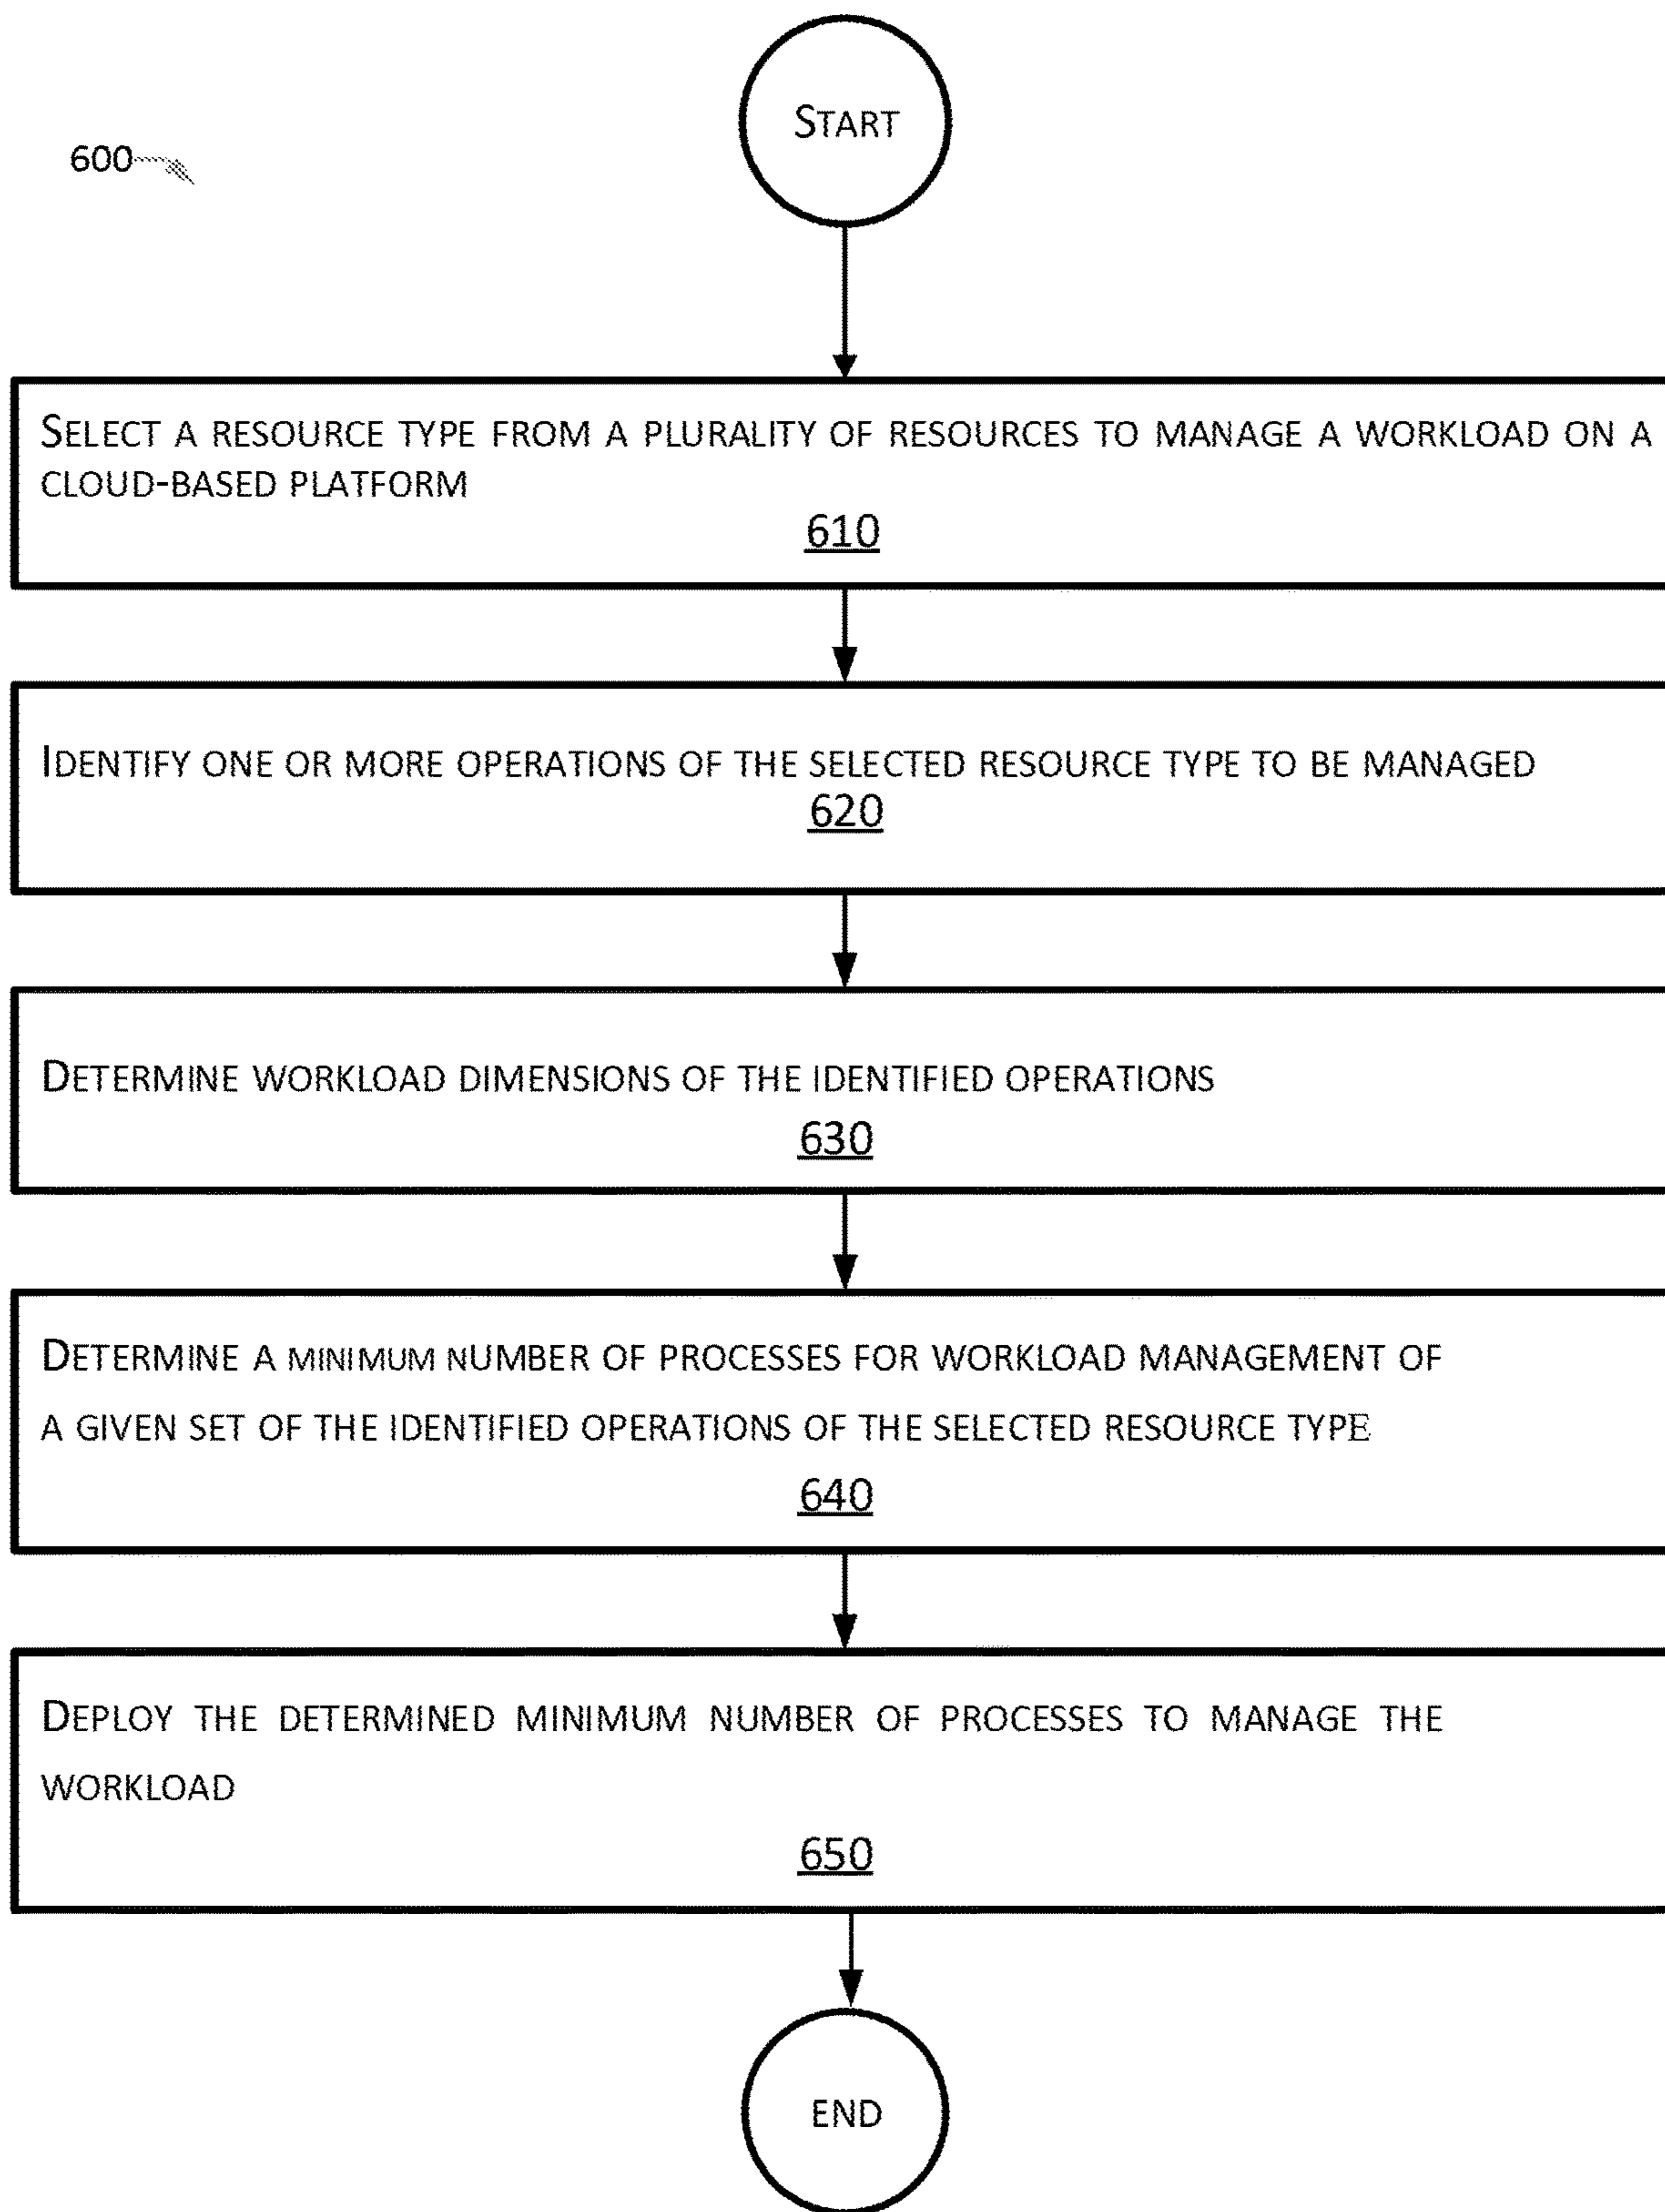 START
600
SELECT A RESOURCE TYPE FROM A PLURALITY OF RESOURCES TO MANAGE A WORKLOAD ON A
CLOUD-BASED PLATFORM
610
IDENTIFY ONE OR MORE OPERATIONS OF THE SELECTED RESOURCE TYPE TO BE MANAGED
620
DETERMINE WORKLOAD DIMENSIONS OF THE IDENTIFIED OPERATIONS
630
DETERMINE A MINIMUM NUMBER OF PROCESSES FOR WORKLOAD MANAGEMENT OF
A GIVEN SET OF THE IDENTIFIED OPERATIONS OF THE SELECTED RESOURCE TYPE
640
DEPLOY THE DETERMINED MINIMUM NUMBER OF PROCESSES TO MANAGE THE
WORKLOAD
650
END